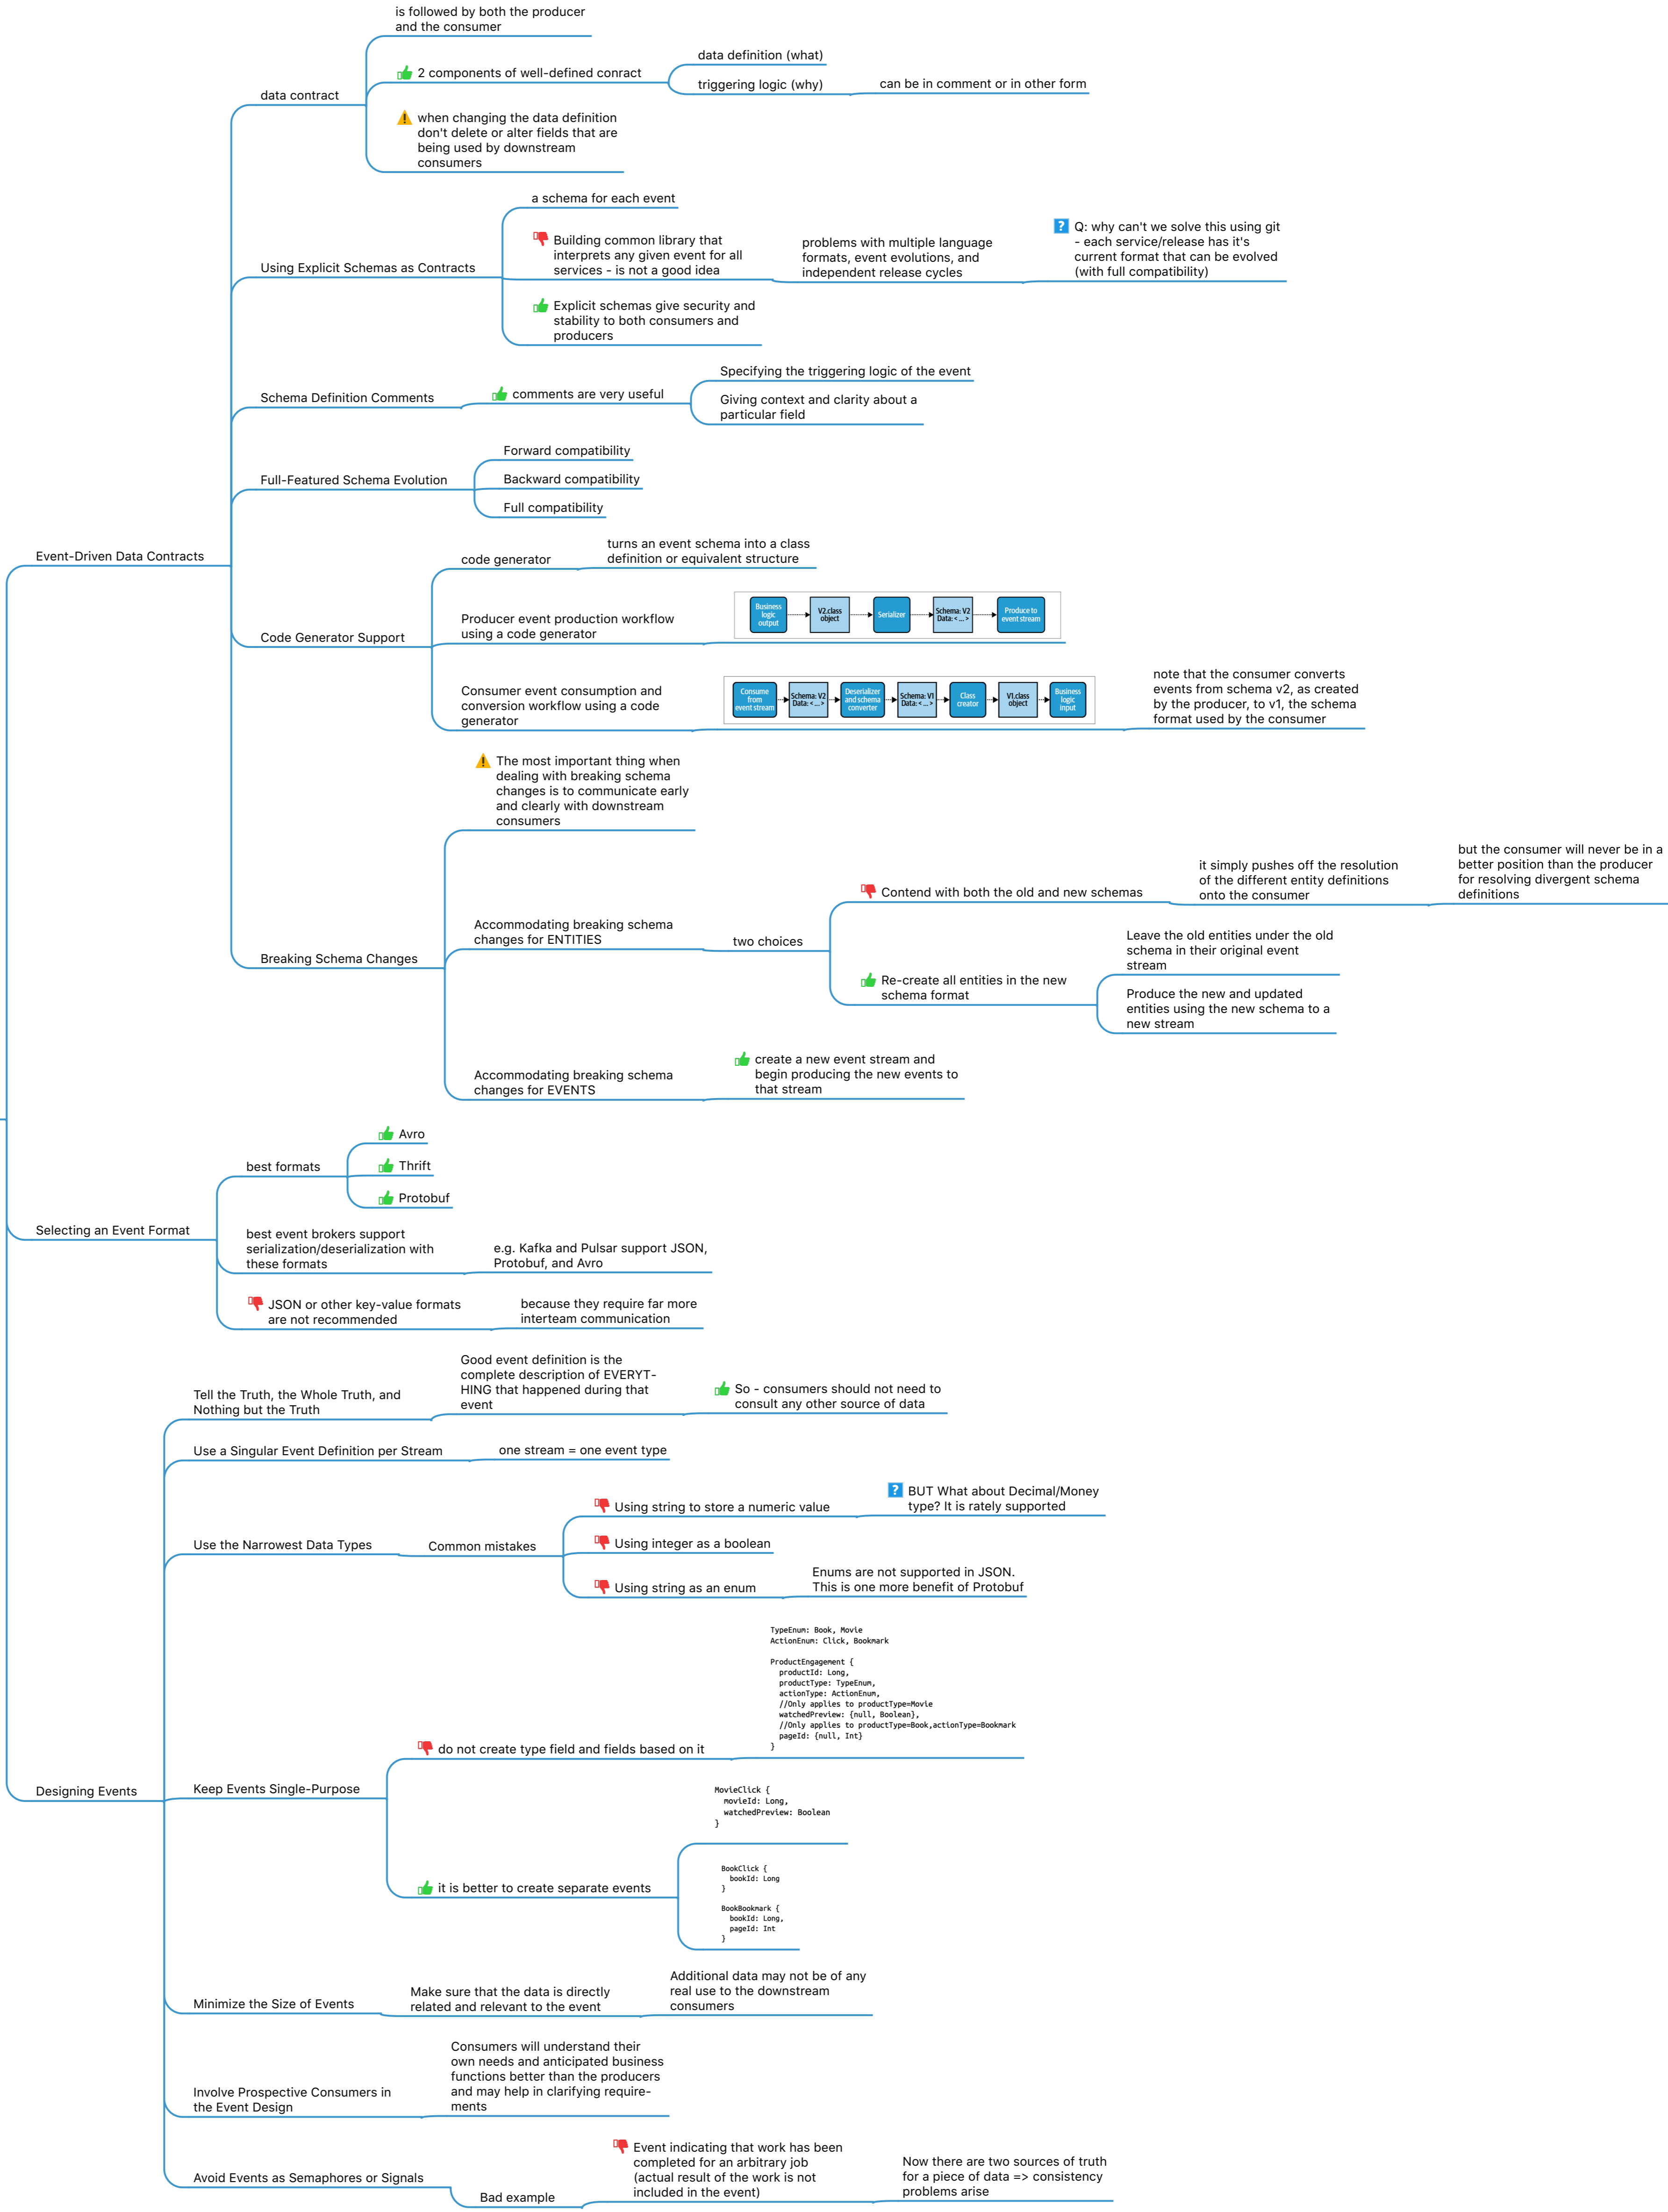 is followed by both the producer
and the consumer
2 components of well-defined conract
data definition (what)
triggering logic (why)
can be in comment or in other form
data contract
when changing the data definition
don't delete or alter fields that are
being used by downstream
consumers
a schema for each event
Building common library that
interprets any given event for all
services - is not a good idea
problems with multiple language
formats, event evolutions, and
independent release cycles
Q: why can't we solve this using git
- each service/release has it's
current format that can be evolved
(with full compatibility)
Using Explicit Schemas as Contracts
Explicit schemas give security and
stability to both consumers and
producers
Schema Definition Comments
comments are very useful
Specifying the triggering logic of the event
Giving context and clarity about a
particular field
Forward compatibility
Full-Featured Schema Evolution
Backward compatibility
Full compatibility
Event-Driven Data Contracts
code generator
turns an event schema into a class
definition or equivalent structure
Code Generator Support
Producer event production workflow
using a code generator
Business
logic
output
V2.class
object
Serializer
Schema: V2
Data: < ... >
Produce to
event stream
Consumer event consumption and
conversion workflow using a code
generator
Consume
from
event stream
Schema: V2
Data: < ... >
Deserializer
and schema
converter
Schema: V1
Data: < ... >
Class
creator
V1.class
object
Business
logic
input
note that the consumer converts
events from schema v2, as created
by the producer, to v1, the schema
format used by the consumer
The most important thing when
dealing with breaking schema
changes is to communicate early
and clearly with downstream
consumers
Breaking Schema Changes
Accommodating breaking schema
changes for ENTITIES
two choices
Contend with both the old and new schemas
it simply pushes off the resolution
of the different entity definitions
onto the consumer
but the consumer will never be in a
better position than the producer
for resolving divergent schema
definitions
Re-create all entities in the new
schema format
Leave the old entities under the old
schema in their original event
stream
Produce the new and updated
entities using the new schema to a
new stream
Accommodating breaking schema
changes for EVENTS
create a new event stream and
begin producing the new events to
that stream
Selecting an Event Format
best formats
Avro
Thrift
Protobuf
best event brokers support
serialization/deserialization with
these formats
e.g. Kafka and Pulsar support JSON,
Protobuf, and Avro
JSON or other key-value formats
are not recommended
because they require far more
interteam communication
Designing Events
Tell the Truth, the Whole Truth, and
Nothing but the Truth
Good event definition is the
complete description of EVERYT-
HING that happened during that
event
So - consumers should not need to
consult any other source of data
Use a Singular Event Definition per Stream
one stream = one event type
Use the Narrowest Data Types
Common mistakes
Using string to store a numeric value
BUT What about Decimal/Money
type? It is rately supported
Using integer as a boolean
Using string as an enum
Enums are not supported in JSON.
This is one more benefit of Protobuf
Keep Events Single-Purpose
do not create type field and fields based on it
TypeEnum: Book, Movie
ActionEnum: Click, Bookmark
ProductEngagement {
productId: Long,
productType: TypeEnum,
actionType: ActionEnum,
//Only applies to productType=Movie
watchedPreview: {null, Boolean},
//Only applies to productType=Book,actionType=Bookmark
pageId: {null, Int}
}
it is better to create separate events
MovieClick {
movieId: Long,
watchedPreview: Boolean
}
BookClick {
bookId: Long
}
BookBookmark {
bookId: Long,
pageId: Int
}
Minimize the Size of Events
Make sure that the data is directly
related and relevant to the event
Additional data may not be of any
real use to the downstream
consumers
Involve Prospective Consumers in
the Event Design
Consumers will understand their
own needs and anticipated business
functions better than the producers
and may help in clarifying require-
ments
Avoid Events as Semaphores or Signals
Bad example
Event indicating that work has been
completed for an arbitrary job
(actual result of the work is not
included in the event)
Now there are two sources of truth
for a piece of data => consistency
problems arise